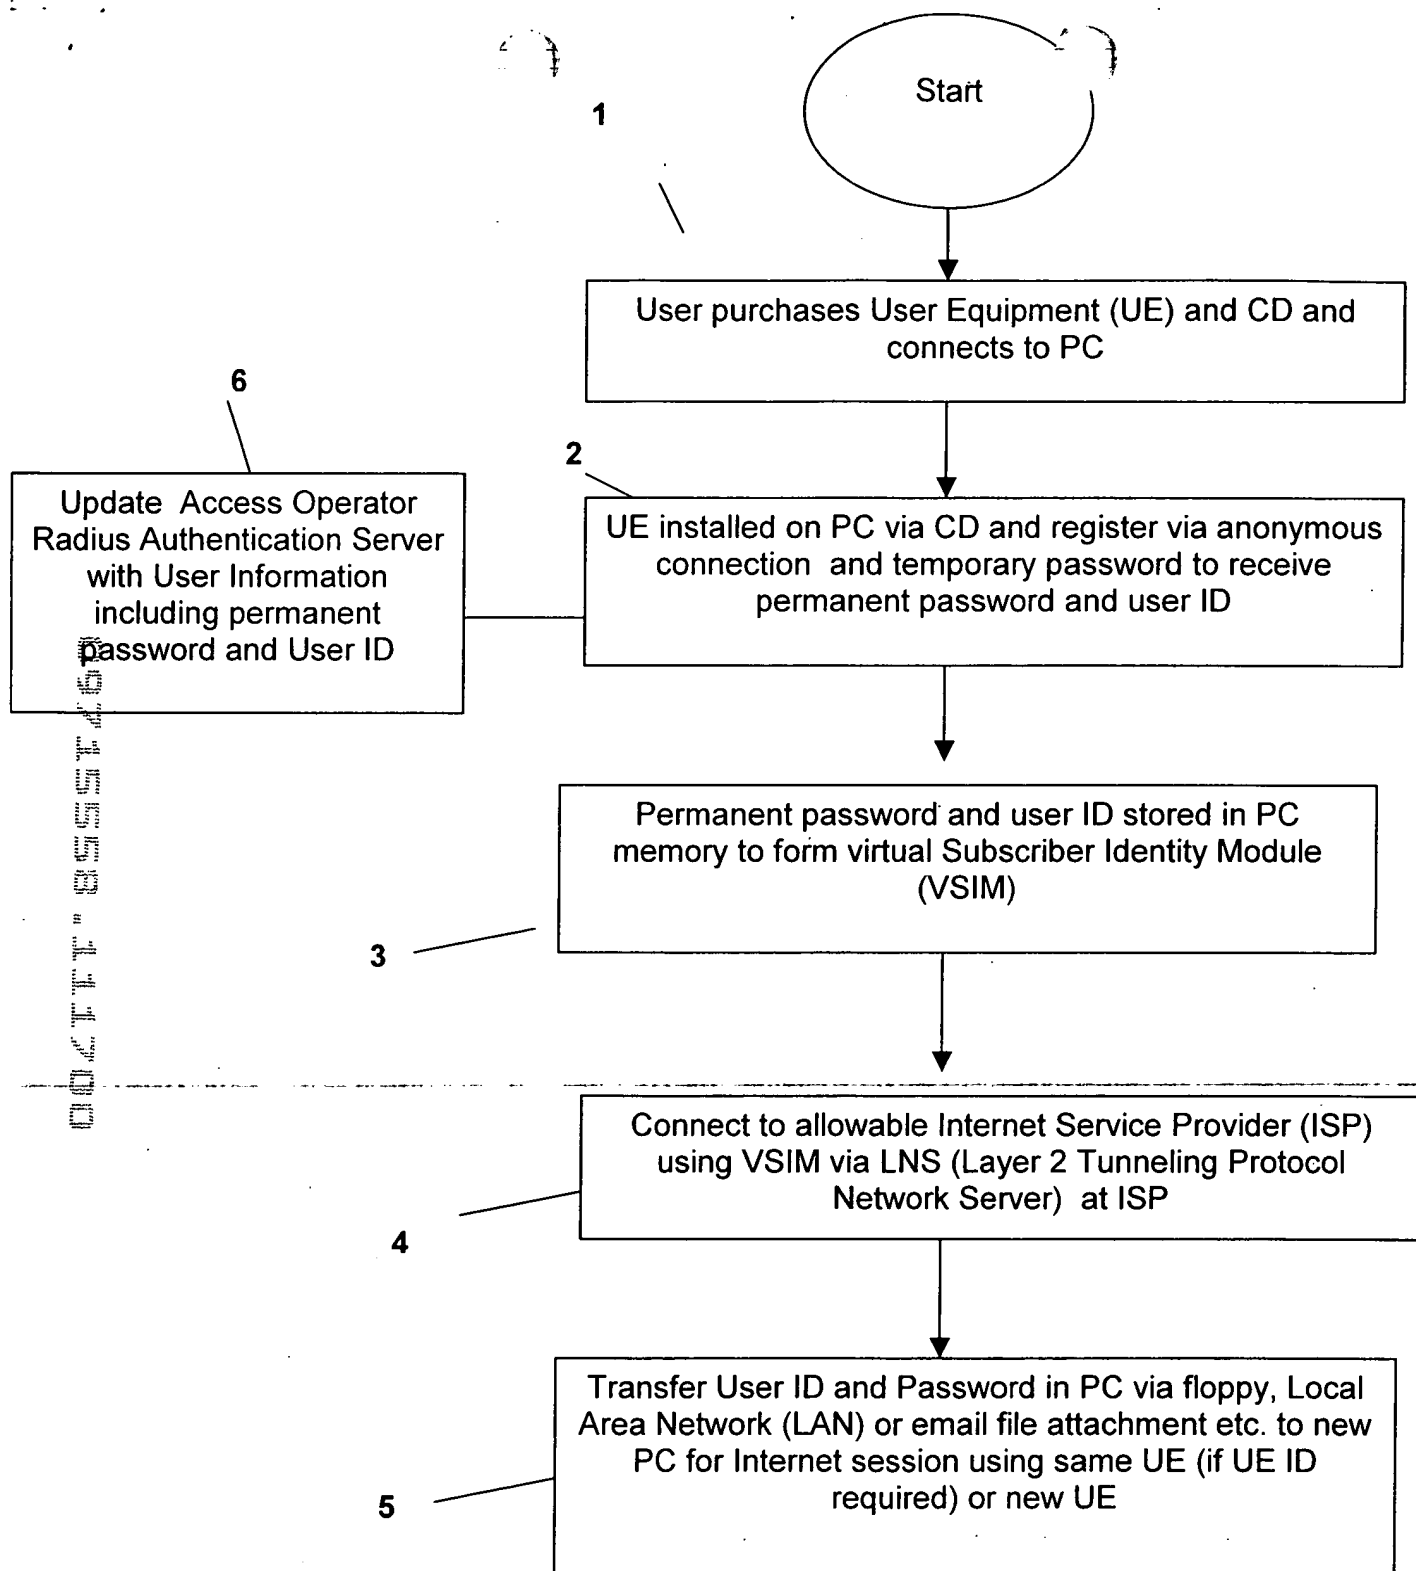 Start
1
User purchases User Equipment (UE) and CD and
connects to PC
6
2
Update Access Operator
Radius Authentication Server
with User Information
including permanent
password and User ID
UE installed on PC via CD and register via anonymous
connection and temporary password to receive
permanent password and user ID
Permanent password and user ID stored in PC
memory to form virtual Subscriber Identity Module
(VSIM)
3
Connect to allowable Internet Service Provider (ISP)
using VSIM via LNS (Layer 2 Tunneling Protocol
Network Server) at ISP
4
Transfer User ID and Password in PC via floppy, Local
Area Network (LAN) or email file attachment etc. to new
PC for Internet session using same UE (if UE ID
required) or new UE
5
09715558.111700